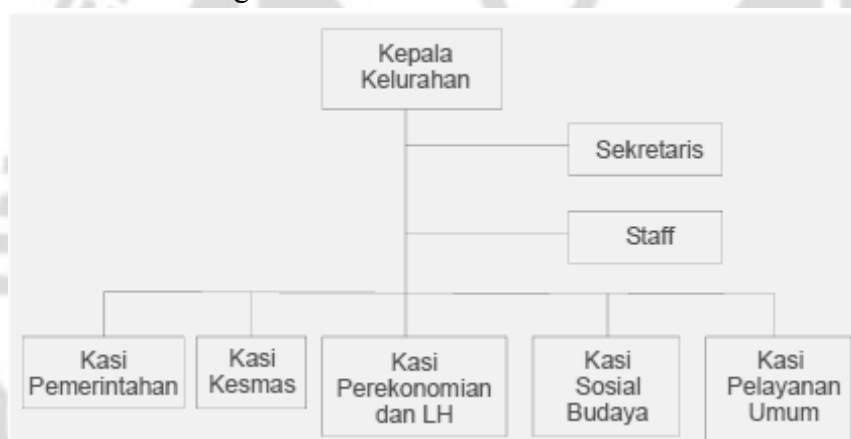 Kepala
Kelurahan
Sekretaris
Staff
Kasi
Pemerintahan
Kasi
Kesmas
Kasi
Perekonomian
dan LH
Kasi
Sosial
Budaya
Kasi
Pelayanan
Umum